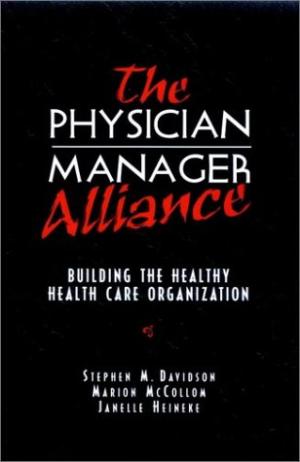 The
PHYSICIAN
MANAGER
Alliance
BUILDING THE HEALTHY
HEALTH CARE ORGANIZATION
STEPHEN M. DAVIDSON
MARION MCCOLLOM
JANELLE HEINEKE